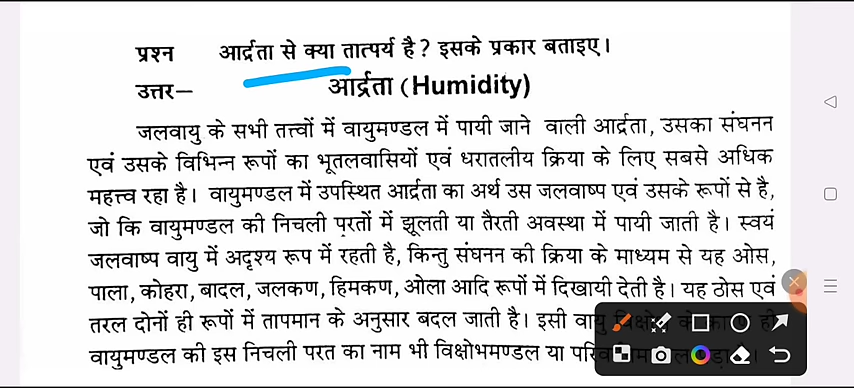 प्रश्न आर्द्रता से क्या तात्पर्य है? इसके प्रकार बताइए।
उत्तर– आर्द्रता (Humidity)
जलवायु के सभी तत्त्वों में वायुमण्डल में पायी जाने वाली आर्द्रता, उसका संघनन
एवं उसके विभिन्न रूपों का भूतलवासियों एवं धरातलीय क्रिया के लिए सबसे अधिक
महत्त्व रहा है। वायुमण्डल में उपस्थित आर्द्रता का अर्थ उस जलवाष्प एवं उसके रूपों से है,
जो कि वायुमण्डल की निचली परतों में झूलती या तैरती अवस्था में पायी जाती है। स्वयं
जलवाष्प वायु में अदृश्य रूप में रहती है, किन्तु संघनन की क्रिया के माध्यम से यह ओस,
पाला, कोहरा, बादल, जलकण, हिमकण, ओला आदि रूपों में दिखायी देती है। यह ठोस एवं
तरल दोनों ही रूपों में तापमान के अनुसार बदल जाती है। इसी वायु
वायुमण्डल की इस निचली परत का नाम भी विक्षोभमण्डल या